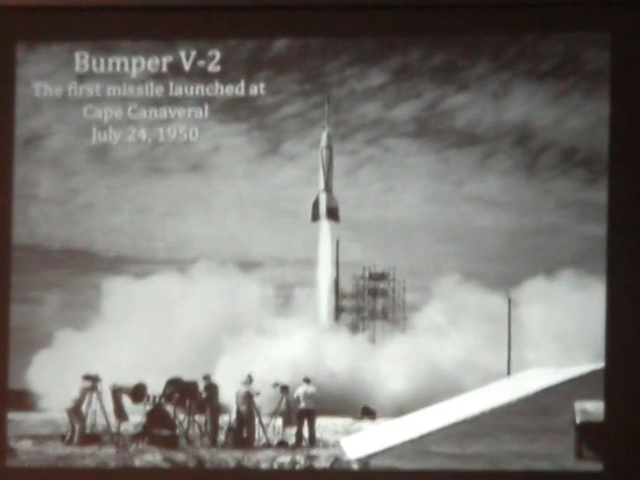 Bumper V-2
The first missile launched at
Cape Canaveral
July 24, 1950